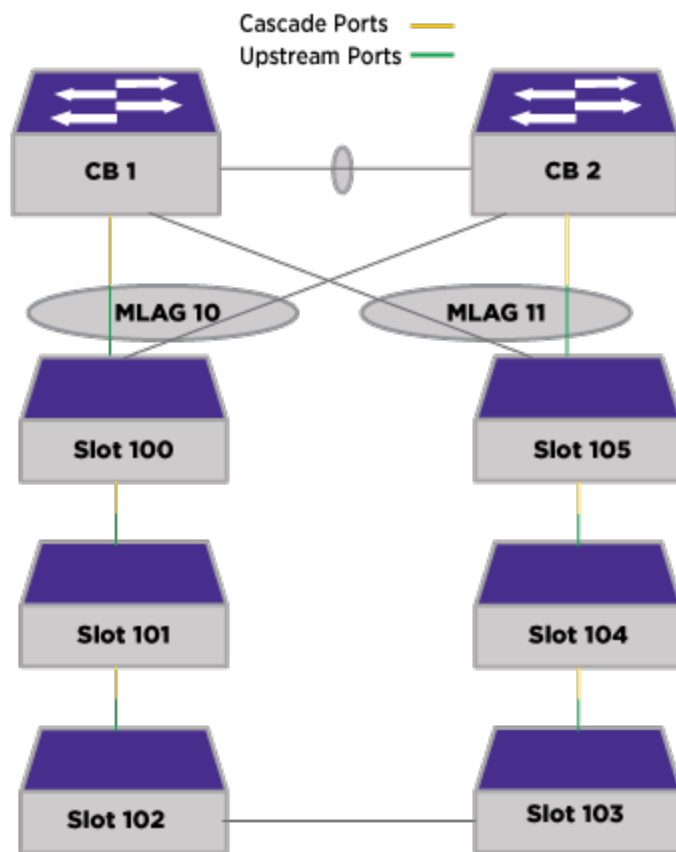 Cascade Ports
Upstream Ports
CB 1
CB 2
MLAG 10
MLAG 11
Slot 100
Slot 105
Slot 101
Slot 104
Slot 102
Slot 103